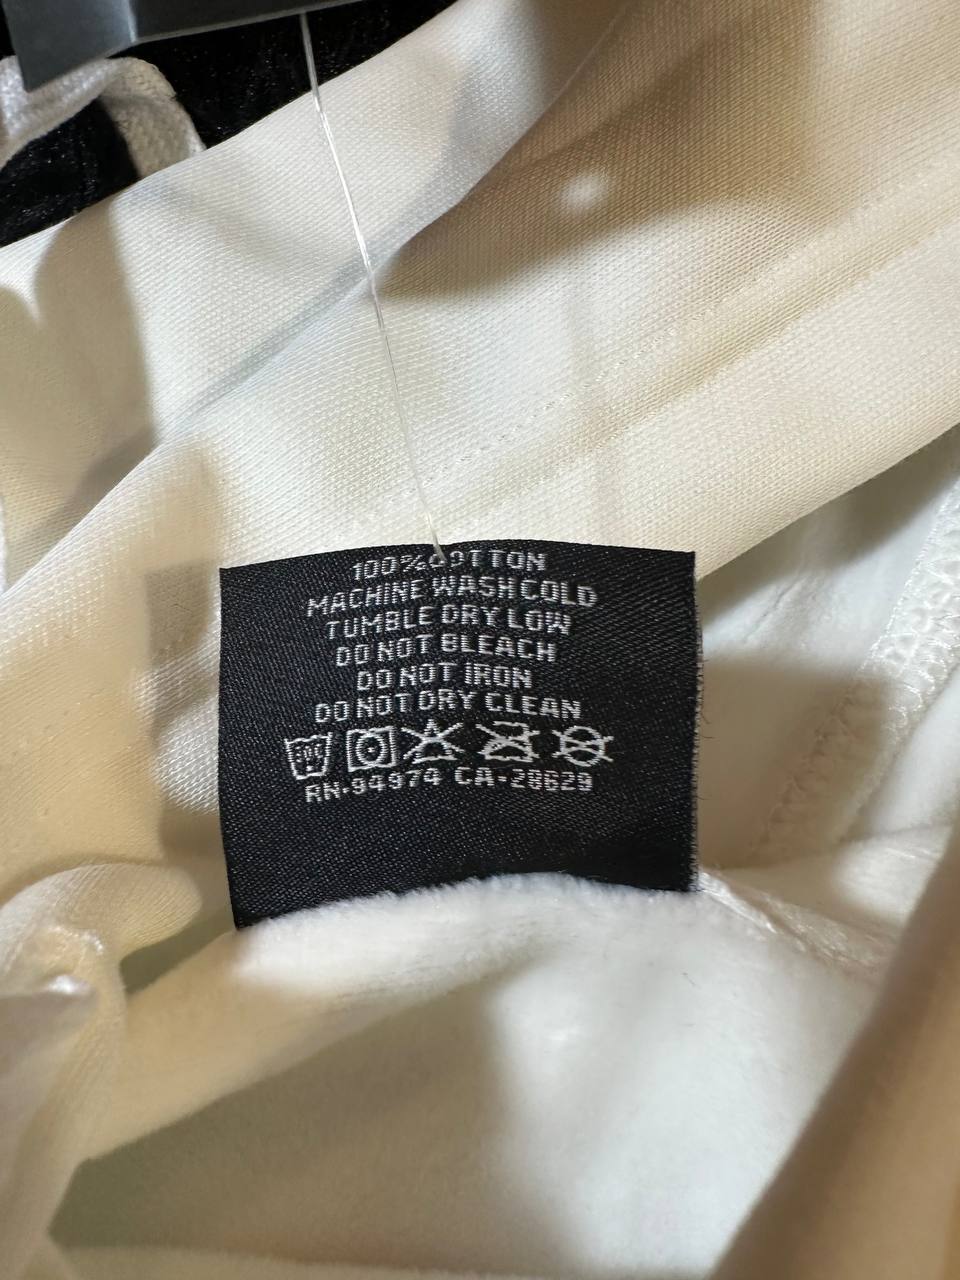 100% COTTON
MACHINE WASH COLD
TUMBLE DRY LOW
DO NOT BLEACH
DO NOT IRON
DO NOT DRY CLEAN
RN·94974 CA·28629